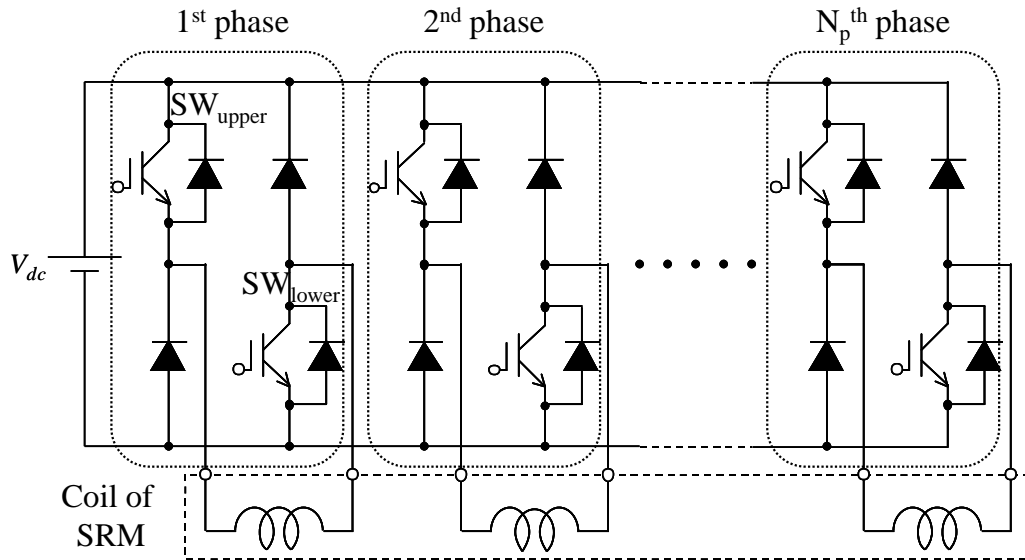 1st phase
2nd phase
Npth phase
SWupper
Vdc
SWlower
Coil of
SRM